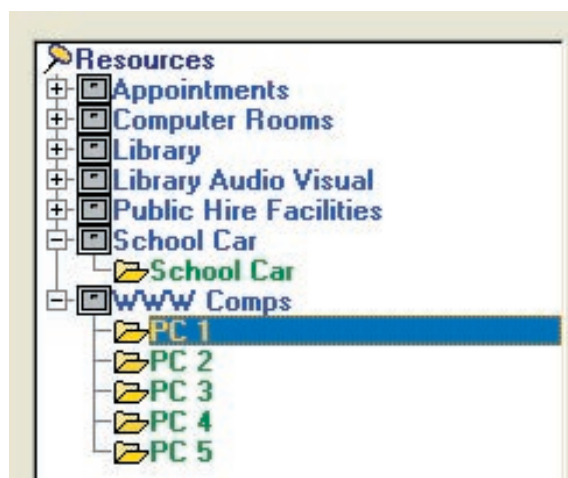 Resources
Appointments
Computer Rooms
Library
Library Audio Visual
Public Hire Facilities
School Car
School Car
WWW Comps
PC 1
PC 2
PC 3
PC 4
PC 5